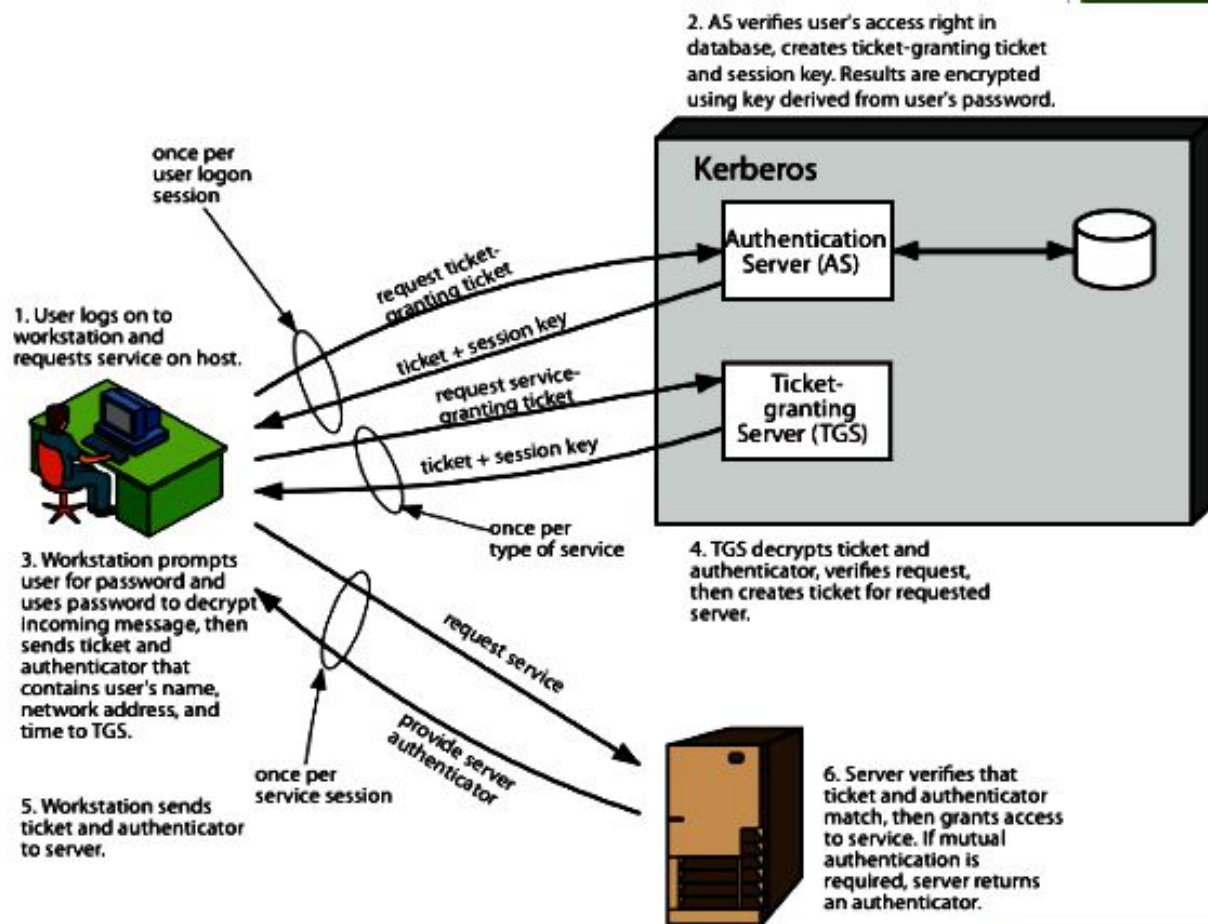 2. AS verifies user's access right in
database, creates ticket-granting ticket
and session key. Results are encrypted
using key derived from user's password.
once per
user logon
session
Kerberos
Authentication
Server (AS)
request ticket-
granting ticket
1. User logs on to
workstation and
requests service on host.
ticket + session key
request service-
granting ticket
Ticket-
granting
Server (TGS)
ticket + session key
once per
type of service
3. Workstation prompts
user for password and
uses password to decrypt
incoming message, then
sends ticket and
authenticator that
contains user's name,
network address, and
time to TGS.
4. TGS decrypts ticket and
authenticator, verifies request,
then creates ticket for requested
server.
request service
provide server
authenticator
once per
service session
5. Workstation sends
ticket and authenticator
to server.
6. Server verifies that
ticket and authenticator
match, then grants access
to service. If mutual
authentication is
required, server returns
an authenticator.